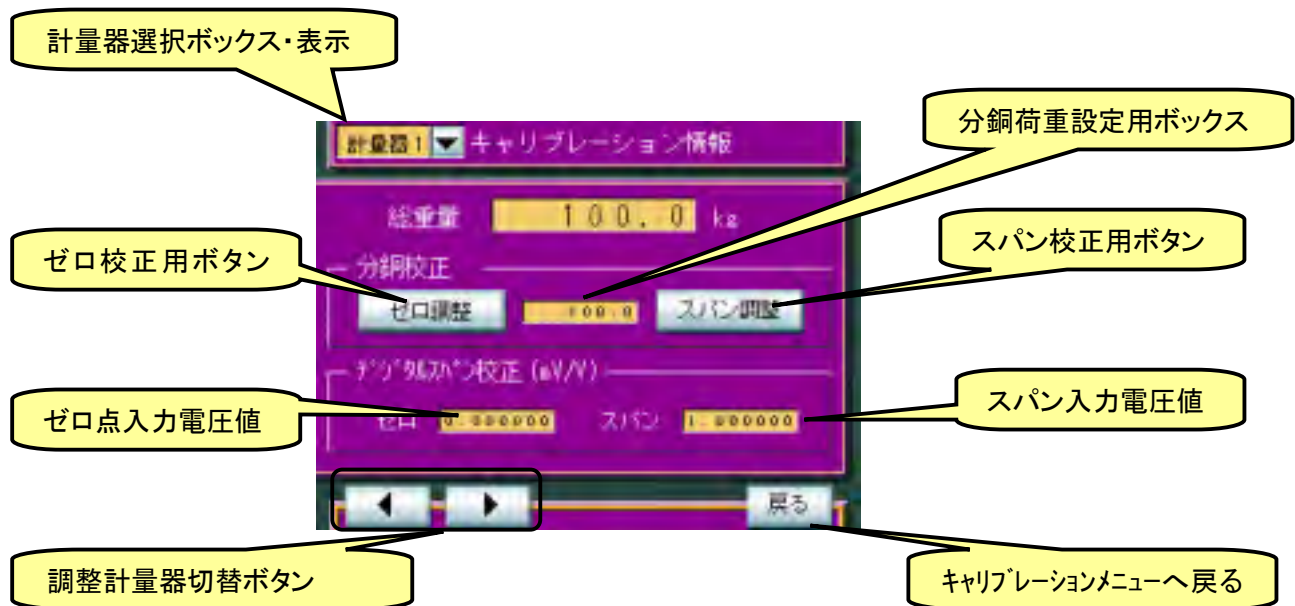 計量器選択ボックス・表示
分銅荷重設定用ボックス
計量器1 キャリブレーション情報
総重量 100.0 kg
スパン校正用ボタン
ゼロ校正用ボタン
分銅校正
ゼロ調整 100.0 スパン調整
デジタルスパン校正 (mV/V)
ゼロ点入力電圧値
スパン入力電圧値
ゼロ 0.000000 スパン 1.000000
戻る
調整計量器切替ボタン
キャリブレーションメニューへ戻る